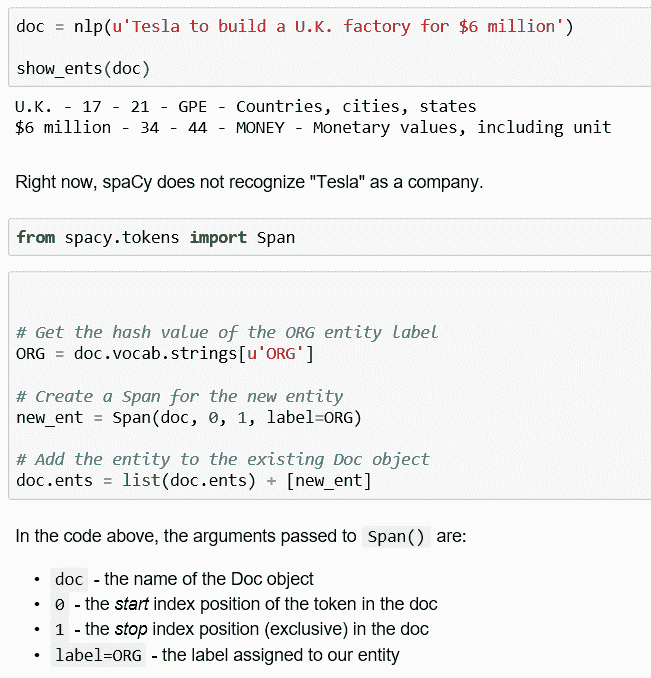 doc = nlp(u'Tesla to build a U.K. factory for $6 million')
show_ents(doc)
U.K. - 17 - 21 - GPE - Countries, cities, states
$6 million - 34 - 44 - MONEY - Monetary values, including unit
Right now, spaCy does not recognize "Tesla" as a company.
from spacy.tokens import Span
# Get the hash value of the ORG entity label
ORG = doc.vocab.strings[u'ORG']
# Create a Span for the new entity
new_ent = Span(doc, 0, 1, label=ORG)
# Add the entity to the existing Doc object
doc.ents = list(doc.ents) + [new_ent]
In the code above, the arguments passed to Span() are:
• doc - the name of the Doc object
• 0 - the start index position of the token in the doc
• 1 - the stop index position (exclusive) in the doc
• label=ORG - the label assigned to our entity